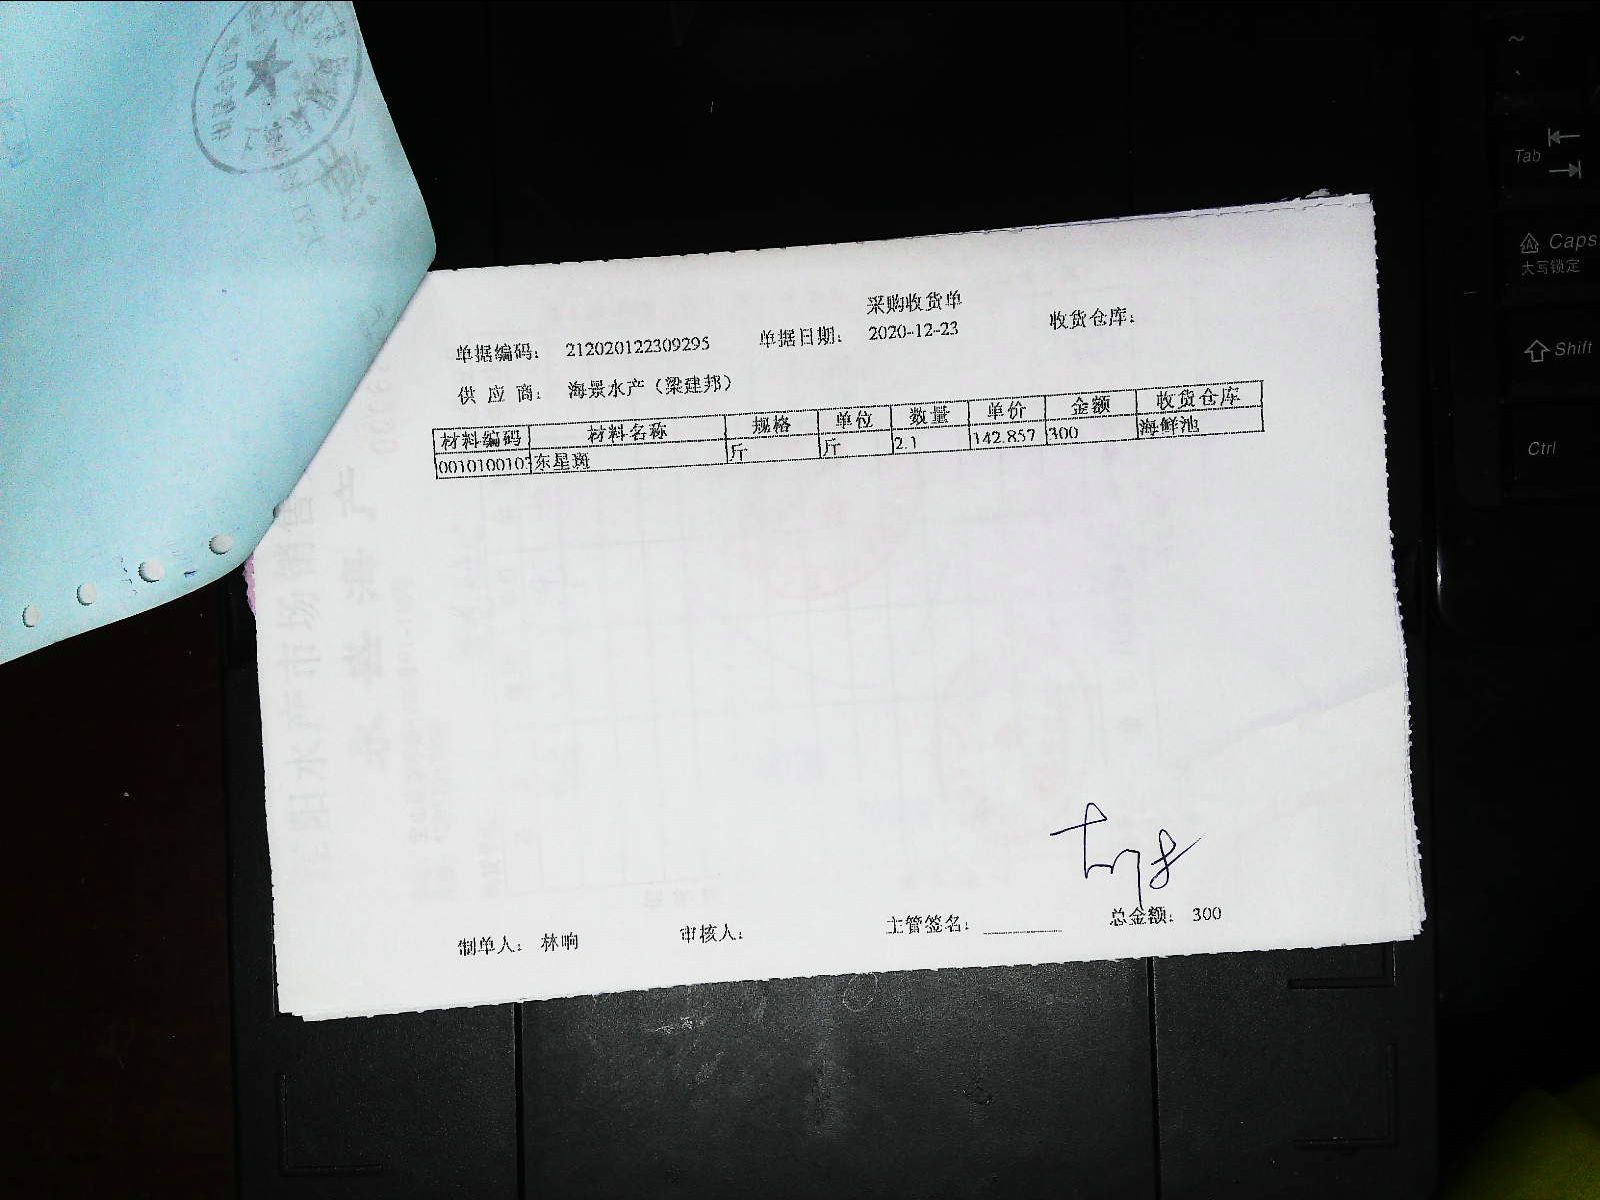 采购收货单
单据编码： 212020122309295 单据日期： 2020-12-23 收货仓库：
供 应 商： 海景水产（梁建邦）
材料编码 材料名称 规格 单位 数量 单价 金额 收货仓库
东星斑 斤 斤 2.1 142.857 300 海鲜池
制单人： 林响 审核人： 主管签名： 总金额： 300
Tab
Caps
大写锁定
Shift
Ctrl